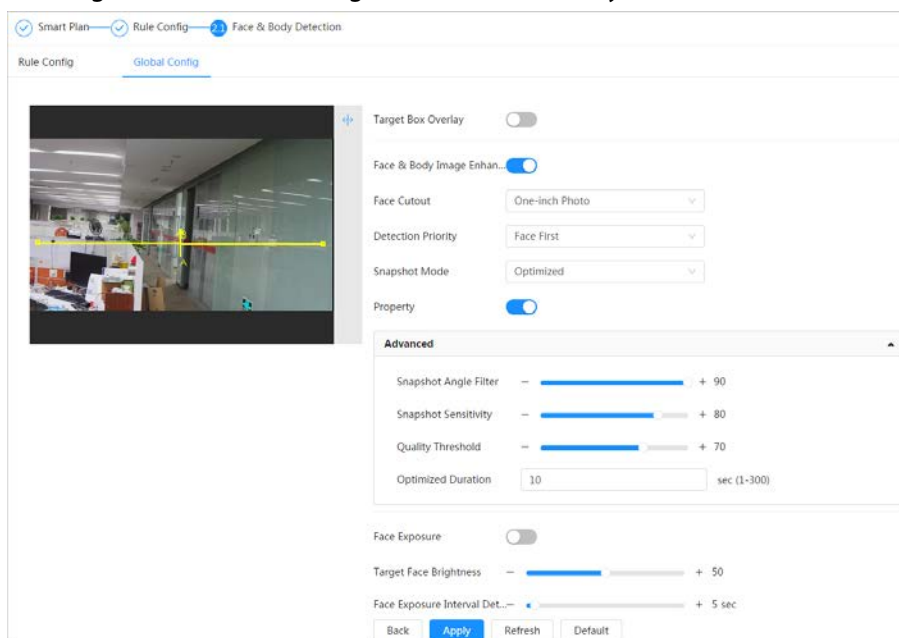 Smart Plan Rule Config 2.1 Face & Body Detection
Rule Config Global Config
Target Box Overlay
Face & Body Image Enhan...
Face Cutout One-inch Photo
Detection Priority Face First
Snapshot Mode Optimized
Property
Advanced
Snapshot Angle Filter − + 90
Snapshot Sensitivity − + 80
Quality Threshold − + 70
Optimized Duration 10 sec (1-300)
Face Exposure
Target Face Brightness − + 50
Face Exposure Interval Det... − + 5 sec
Back Apply Refresh Default